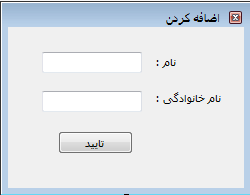 اضافه کردن
نام :
نام خانوادگی :
تایید